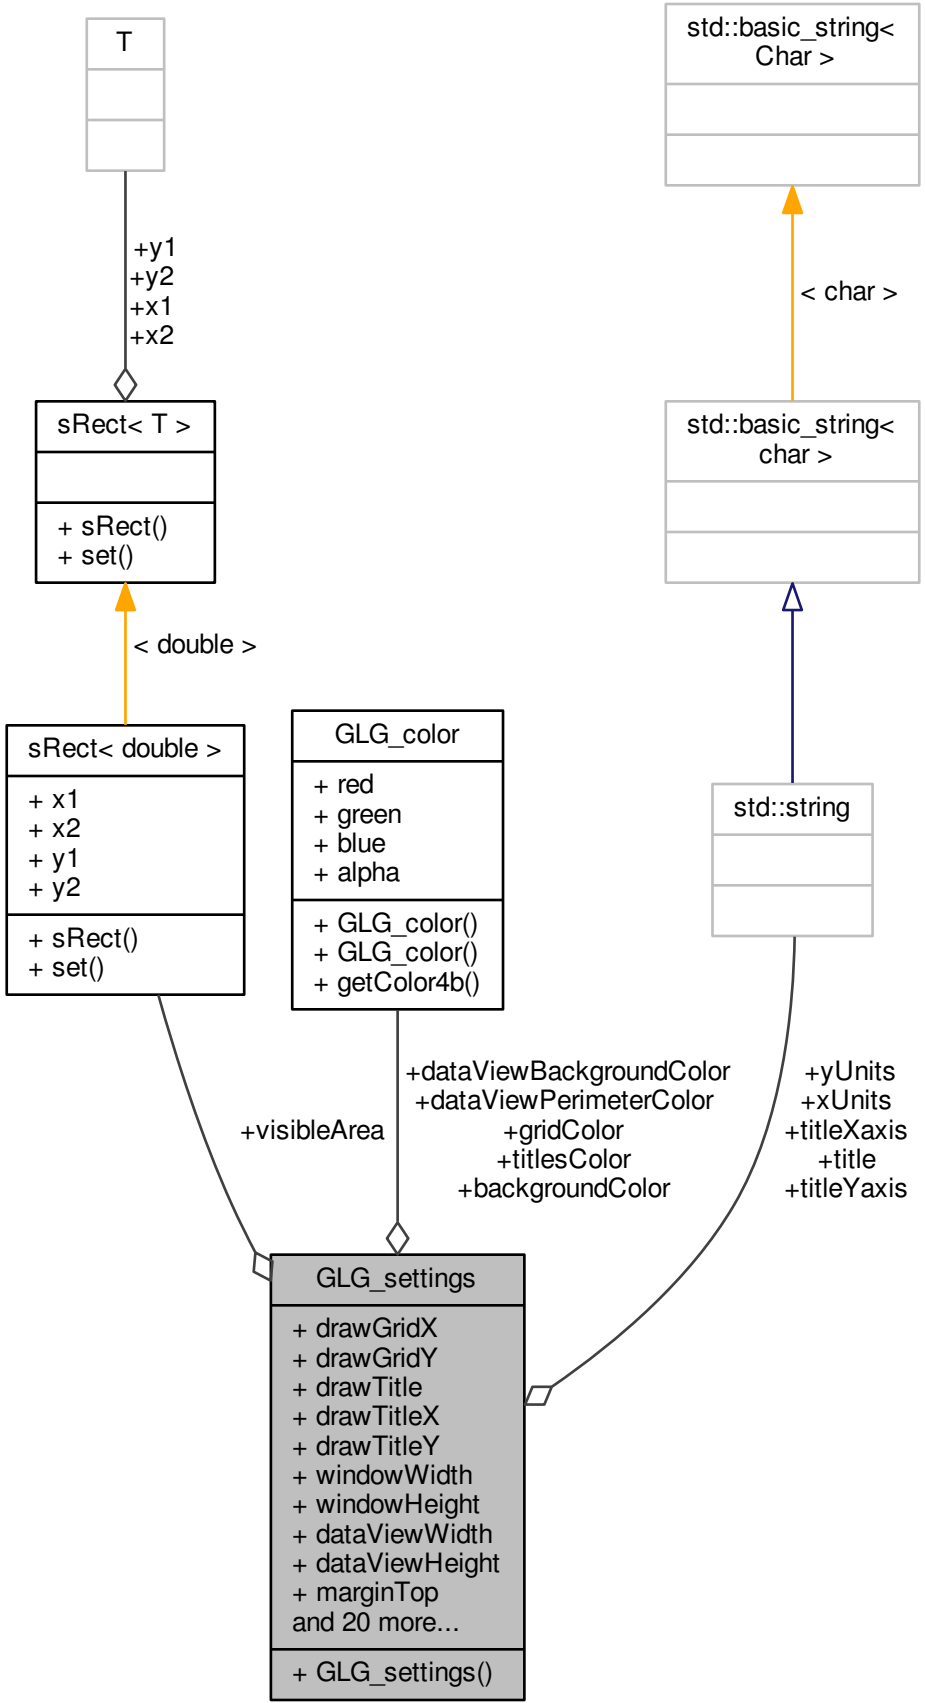 T
std::basic_string<
Char >
+y1
+y2
+x1
+x2
< char >
sRect< T >
+ sRect()
+ set()
std::basic_string<
char >
< double >
sRect< double >
+ x1
+ x2
+ y1
+ y2
+ sRect()
+ set()
GLG_color
+ red
+ green
+ blue
+ alpha
+ GLG_color()
+ GLG_color()
+ getColor4b()
std::string
+visibleArea
+dataViewBackgroundColor
+dataViewPerimeterColor
+gridColor
+titlesColor
+backgroundColor
+yUnits
+xUnits
+titleXaxis
+title
+titleYaxis
GLG_settings
+ drawGridX
+ drawGridY
+ drawTitle
+ drawTitleX
+ drawTitleY
+ windowWidth
+ windowHeight
+ dataViewWidth
+ dataViewHeight
+ marginTop
and 20 more...
+ GLG_settings()